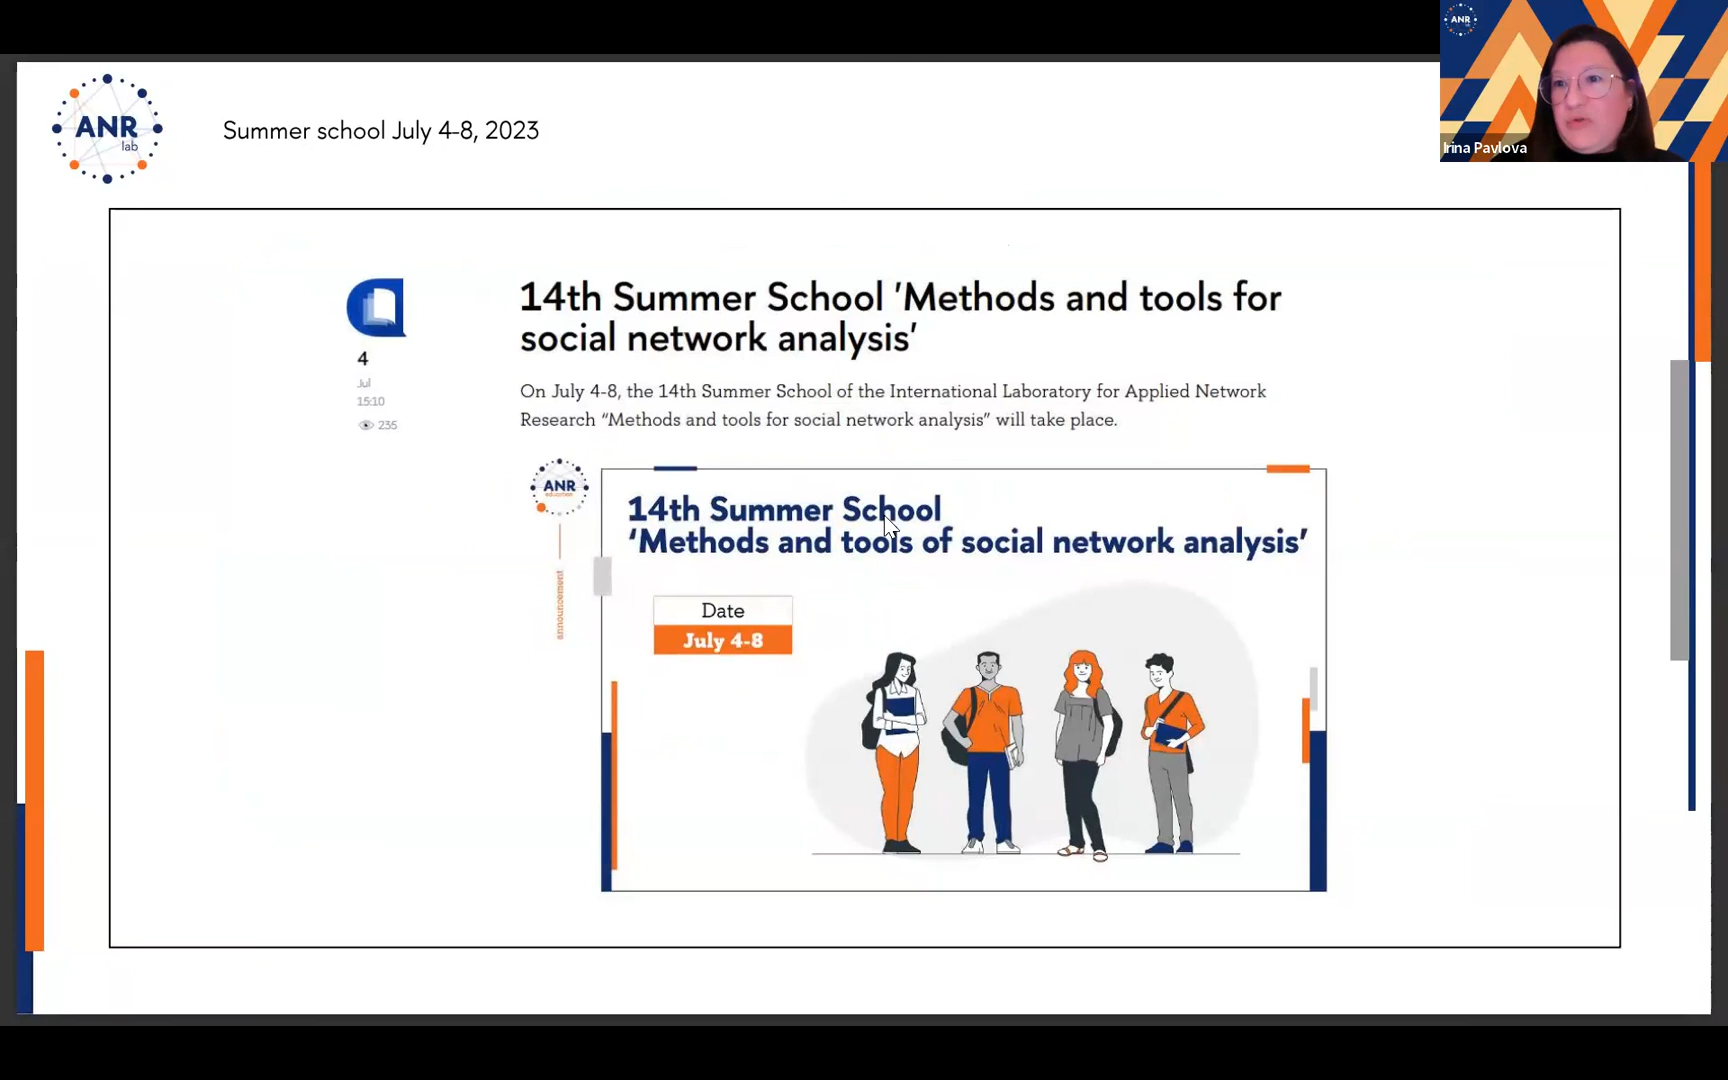 ANR
lab
Summer school July 4-8, 2023
ANR
Irina Pavlova
14th Summer School 'Methods and tools for
social network analysis'
4
Jul
15:10
235
On July 4-8, the 14th Summer School of the International Laboratory for Applied Network
Research “Methods and tools for social network analysis” will take place.
ANR
education
announcement
14th Summer School
‘Methods and tools of social network analysis’
Date
July 4-8